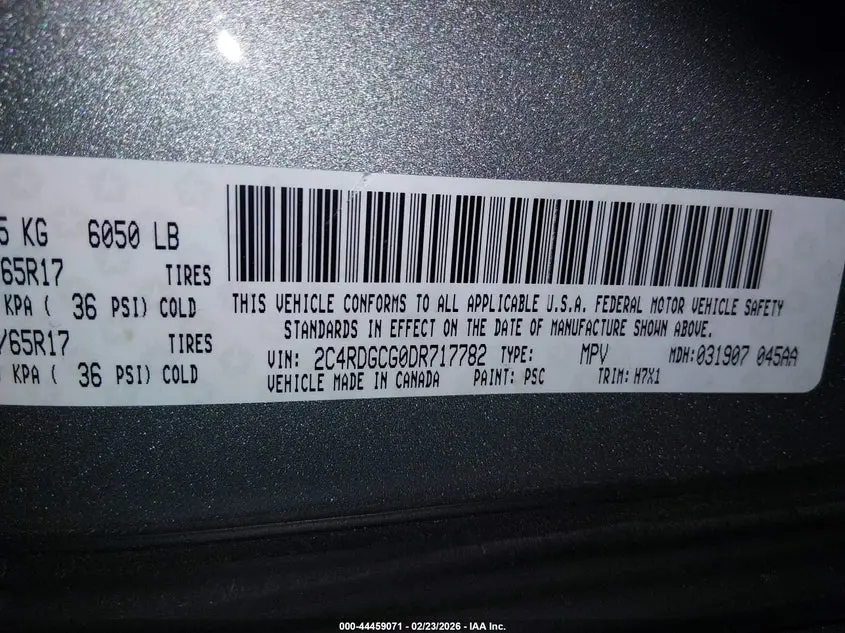 5 KG 6050 LB
65R17 TIRES
KPA ( 36 PSI) COLD
/65R17 TIRES
KPA ( 36 PSI) COLD
THIS VEHICLE CONFORMS TO ALL APPLICABLE U.S.A. FEDERAL MOTOR VEHICLE SAFETY
STANDARDS IN EFFECT ON THE DATE OF MANUFACTURE SHOWN ABOVE.
VIN: 2C4RDGCG0DR717782 TYPE: MPV MDH:031907 045AA
VEHICLE MADE IN CANADA PAINT: PSC TRIM: H7X1
000-44459071 - 02/23/2026 - IAA Inc.